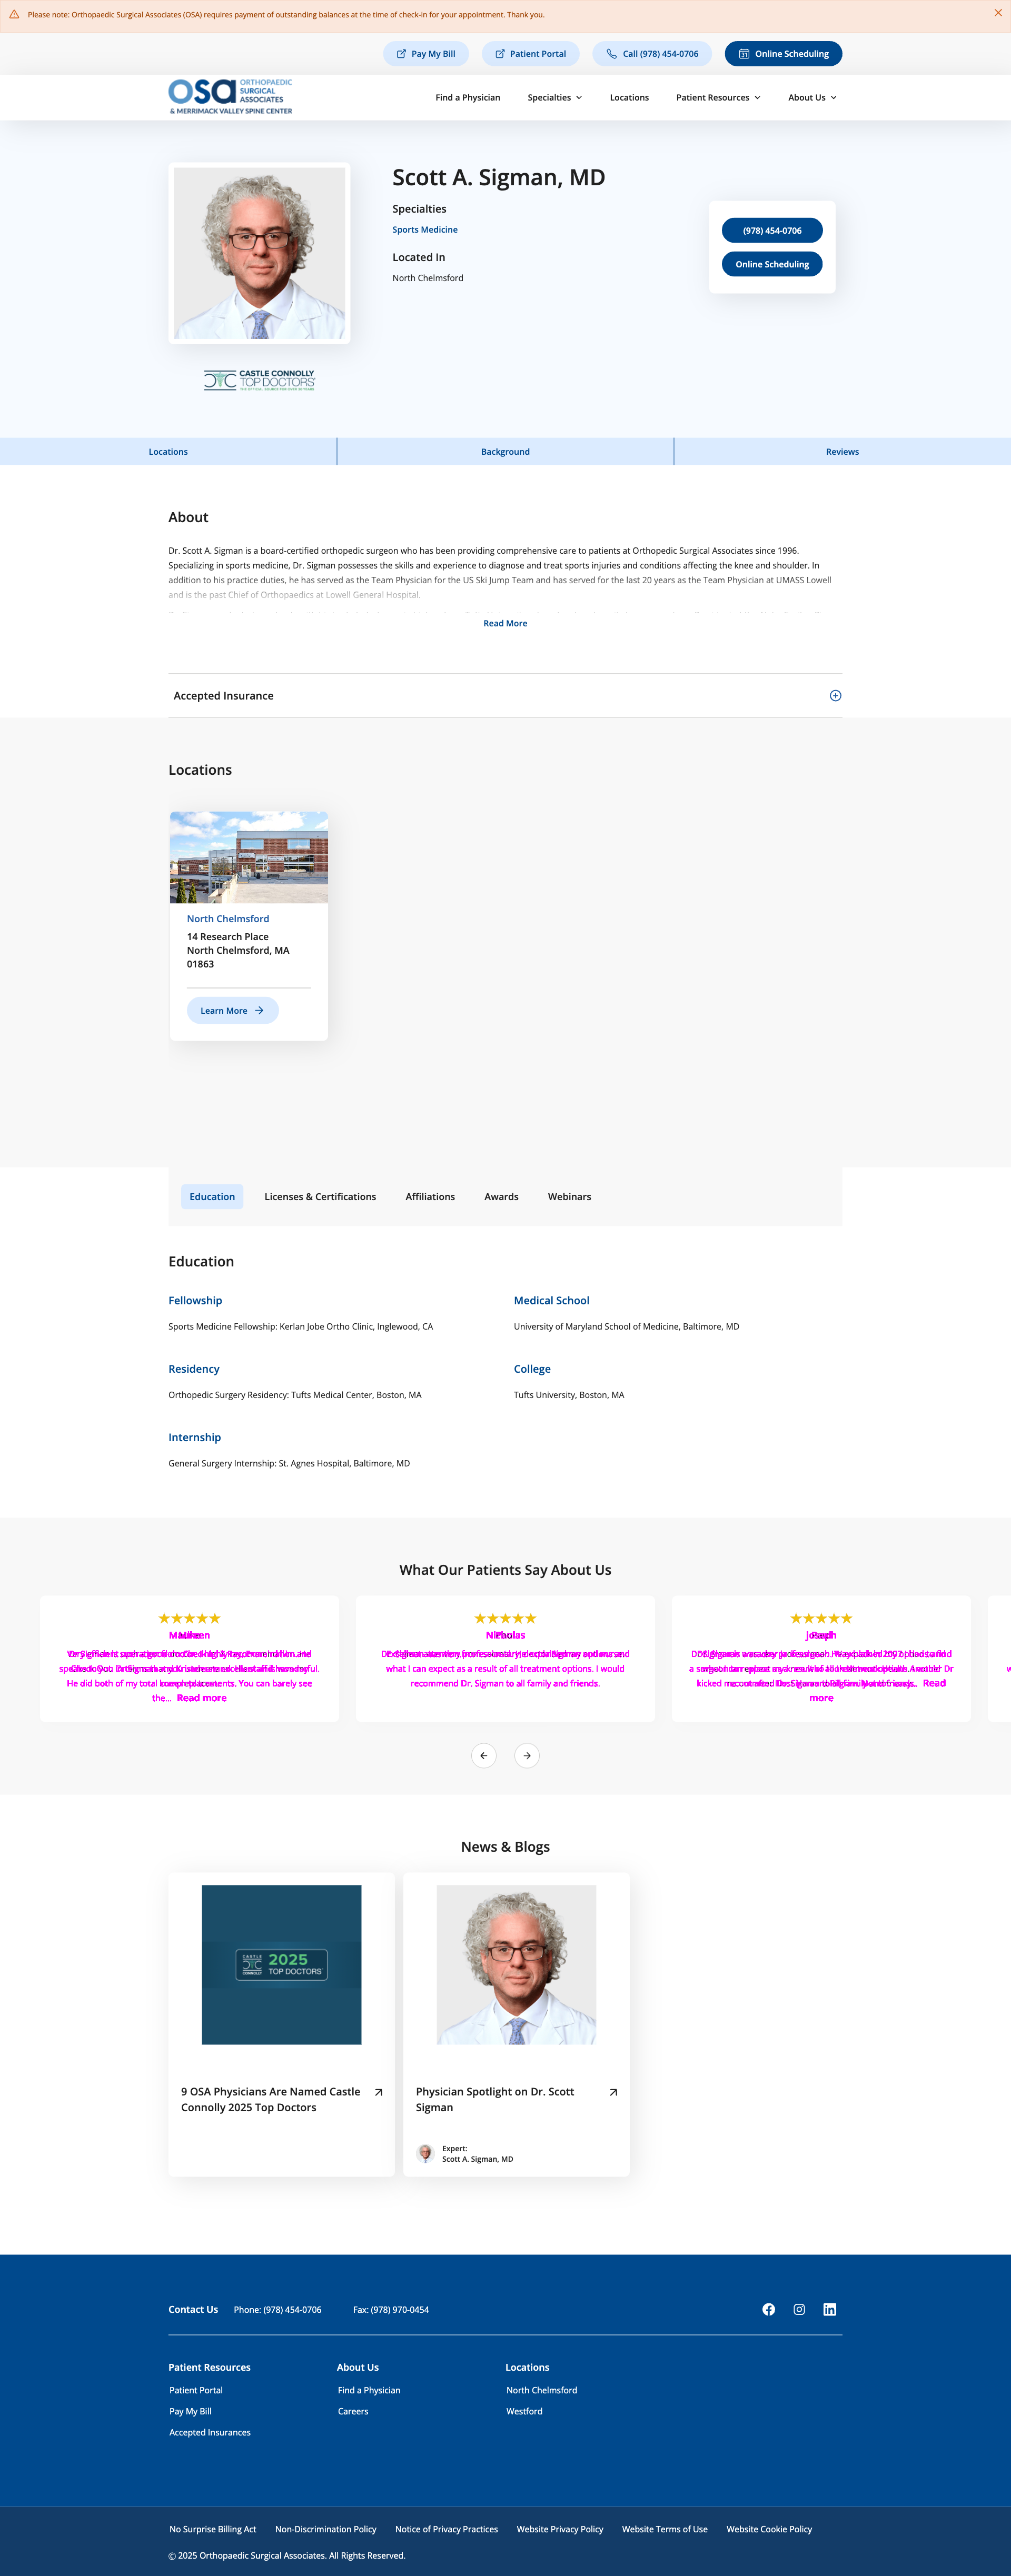 Please note: Orthopaedic Surgical Associates (OSA) requires payment of outstanding balances at the time of check-in for your appointment. Thank you.
Pay My Bill
Patient Portal
Call (978) 454-0706
Online Scheduling
osa ORTHOPAEDIC
SURGICAL
ASSOCIATES
& MERRIMACK VALLEY SPINE CENTER
Find a Physician
Specialties
Locations
Patient Resources
About Us
Scott A. Sigman, MD
Specialties
Sports Medicine
Located In
North Chelmsford
(978) 454-0706
Online Scheduling
CASTLE CONNOLLY
TOP DOCTORS
Locations
Background
Reviews
About
Dr. Scott A. Sigman is a board-certified orthopedic surgeon who has been providing comprehensive care to patients at Orthopedic Surgical Associates since 1996.
Specializing in sports medicine, Dr. Sigman possesses the skills and experience to diagnose and treat sports injuries and conditions affecting the knee and shoulder. In
addition to his practice duties, he has served as the Team Physician for the US Ski Jump Team and has served for the last 20 years as the Team Physician at UMASS Lowell
and is the past Chief of Orthopaedics at Lowell General Hospital.
Read More
Accepted Insurance
Locations
North Chelmsford
14 Research Place
North Chelmsford, MA
01863
Learn More
Education
Licenses & Certifications
Affiliations
Awards
Webinars
Education
Fellowship
Sports Medicine Fellowship: Kerlan Jobe Ortho Clinic, Inglewood, CA
Medical School
University of Maryland School of Medicine, Baltimore, MD
Residency
Orthopedic Surgery Residency: Tufts Medical Center, Boston, MA
College
Tufts University, Boston, MA
Internship
General Surgery Internship: St. Agnes Hospital, Baltimore, MD
What Our Patients Say About Us
He did both of my total
You can barely see
the... Read more
what I can expect as a result of all treatment options. I would
recommend Dr. Sigman to all family and friends.
Read
more
News & Blogs
CASTLE CONNOLLY
2025
TOP DOCTORS
9 OSA Physicians Are Named Castle
Connolly 2025 Top Doctors
Physician Spotlight on Dr. Scott
Sigman
Expert:
Scott A. Sigman, MD
Contact Us
Phone: (978) 454-0706
Fax: (978) 970-0454
Patient Resources
Patient Portal
Pay My Bill
Accepted Insurances
About Us
Find a Physician
Careers
Locations
North Chelmsford
Westford
No Surprise Billing Act
Non-Discrimination Policy
Notice of Privacy Practices
Website Privacy Policy
Website Terms of Use
Website Cookie Policy
© 2025 Orthopaedic Surgical Associates. All Rights Reserved.